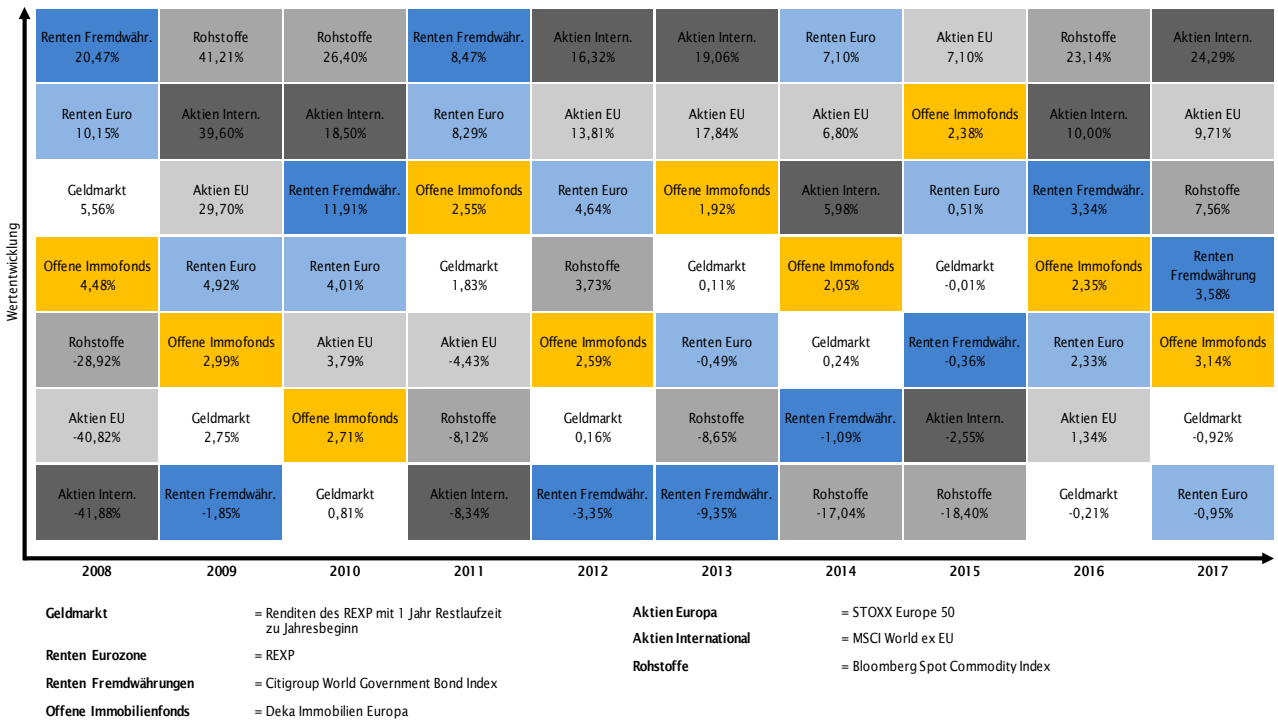 Wertentwicklung
Renten Fremdwähr.
20,47%
Rohstoffe
41,21%
Rohstoffe
26,40%
Renten Fremdwähr.
8,47%
Aktien Intern.
16,32%
Aktien Intern.
19,06%
Renten Euro
7,10%
Aktien EU
7,10%
Rohstoffe
23,14%
Aktien Intern.
24,29%
Renten Euro
10,15%
Aktien Intern.
39,60%
Aktien Intern.
18,50%
Renten Euro
8,29%
Aktien EU
13,81%
Aktien EU
17,84%
Aktien EU
6,80%
Offene Immofonds
2,38%
Aktien Intern.
10,00%
Aktien EU
9,71%
Geldmarkt
5,56%
Aktien EU
29,70%
Renten Fremdwähr.
11,91%
Offene Immofonds
2,55%
Renten Euro
4,64%
Offene Immofonds
1,92%
Aktien Intern.
5,98%
Renten Euro
0,51%
Renten Fremdwähr.
3,34%
Rohstoffe
7,56%
Offene Immofonds
4,48%
Renten Euro
4,92%
Renten Euro
4,01%
Geldmarkt
1,83%
Rohstoffe
3,73%
Geldmarkt
0,11%
Offene Immofonds
2,05%
Geldmarkt
-0,01%
Offene Immofonds
2,35%
Renten
Fremdwährung
3,58%
Rohstoffe
-28,92%
Offene Immofonds
2,99%
Aktien EU
3,79%
Aktien EU
-4,43%
Offene Immofonds
2,59%
Renten Euro
-0,49%
Geldmarkt
0,24%
Renten Fremdwähr.
-0,36%
Renten Euro
2,33%
Offene Immofonds
3,14%
Aktien EU
-40,82%
Geldmarkt
2,75%
Offene Immofonds
2,71%
Rohstoffe
-8,12%
Geldmarkt
0,16%
Rohstoffe
-8,65%
Renten Fremdwähr.
-1,09%
Aktien Intern.
-2,55%
Aktien EU
1,34%
Geldmarkt
-0,92%
Aktien Intern.
-41,88%
Renten Fremdwähr.
-1,85%
Geldmarkt
0,81%
Aktien Intern.
-8,34%
Renten Fremdwähr.
-3,35%
Renten Fremdwähr.
-9,35%
Rohstoffe
-17,04%
Rohstoffe
-18,40%
Geldmarkt
-0,21%
Renten Euro
-0,95%
2008 2009 2010 2011 2012 2013 2014 2015 2016 2017
Geldmarkt = Renditen des REXP mit 1 Jahr Restlaufzeit
zu Jahresbeginn
Renten Eurozone = REXP
Renten Fremdwährungen = Citigroup World Government Bond Index
Offene Immobilienfonds = Deka Immobilien Europa
Aktien Europa = STOXX Europe 50
Aktien International = MSCI World ex EU
Rohstoffe = Bloomberg Spot Commodity Index